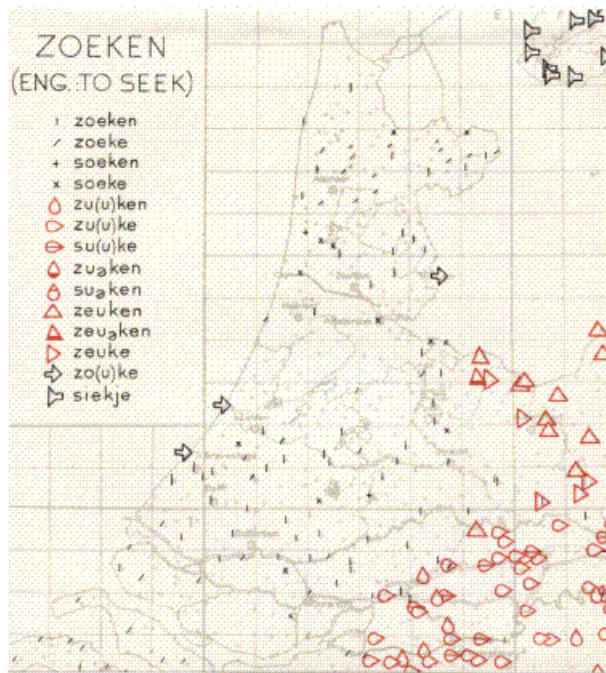 ZOEKEN
(ENG.: TO SEEK)
zoeken
zoeke
soeken
soeke
zu(u)ken
zu(u)ke
su(u)ke
zuəken
suəken
zeuken
zeuəken
zeuke
zo(u)ke
siekje